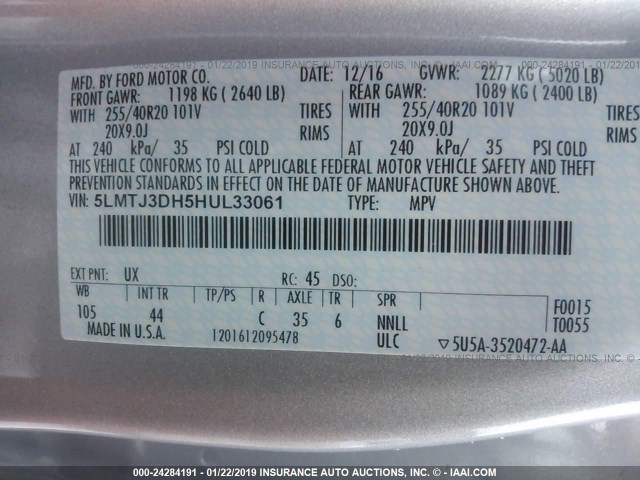 000-24284191 - 01/22/2019 INSURANCE AUTO AUCTIONS, INC. - © IAAI.COM
MFD. BY FORD MOTOR CO. DATE: 12/16 GVWR: 2277 KG ( 5020 LB)
FRONT GAWR: 1198 KG ( 2640 LB) REAR GAWR: 1089 KG ( 2400 LB)
WITH 255/40R20 101V TIRES WITH 255/40R20 101V TIRES
20X9.0J RIMS 20X9.0J RIMS
AT 240 kPa/ 35 PSI COLD AT 240 kPa/ 35 PSI COLD
THIS VEHICLE CONFORMS TO ALL APPLICABLE FEDERAL MOTOR VEHICLE SAFETY AND THEFT
PREVENTION STANDARDS IN EFFECT ON THE DATE OF MANUFACTURE SHOWN ABOVE.
VIN: 5LMTJ3DH5HUL33061 TYPE: MPV
EXT PNT: UX RC: 45 DSO:
WB INT TR TP/PS R AXLE TR SPR F0015
105 44 C 35 6 NNLL T0055
MADE IN U.S.A. 1201612095478 ULC ▽5U5A-3520472-AA
000-24284191 - 01/22/2019 INSURANCE AUTO AUCTIONS, INC. - © IAAI.COM